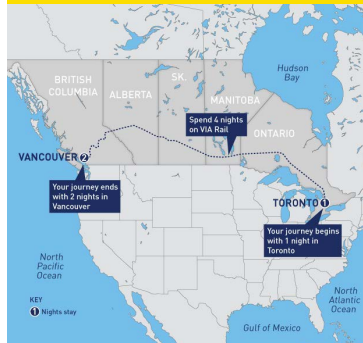 Hudson
Bay
BRITISH
COLUMBIA
ALBERTA
SK.
MANITOBA
ONTARIO
Spend 4 nights
on VIA Rail
VANCOUVER 2
Your journey ends
with 2 nights in
Vancouver
TORONTO 1
Your journey begins
with 1 night in
Toronto
North
Pacific
Ocean
North
Atlantic
Ocean
KEY
1 Nights stay
Gulf of Mexico